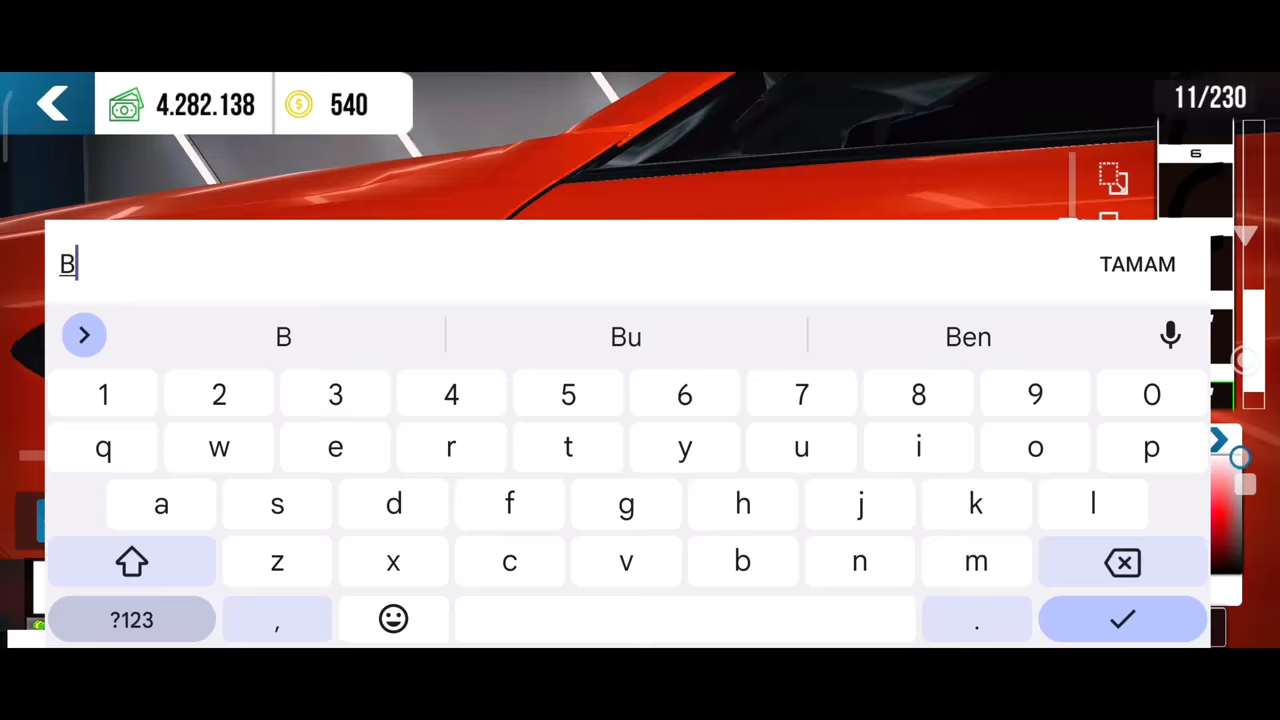 4.282.138 540 11/230
6
B TAMAM
B Bu Ben
1 2 3 4 5 6 7 8 9 0
q w e r t y u i o p
a s d f g h j k l
z x c v b n m
?123 , .